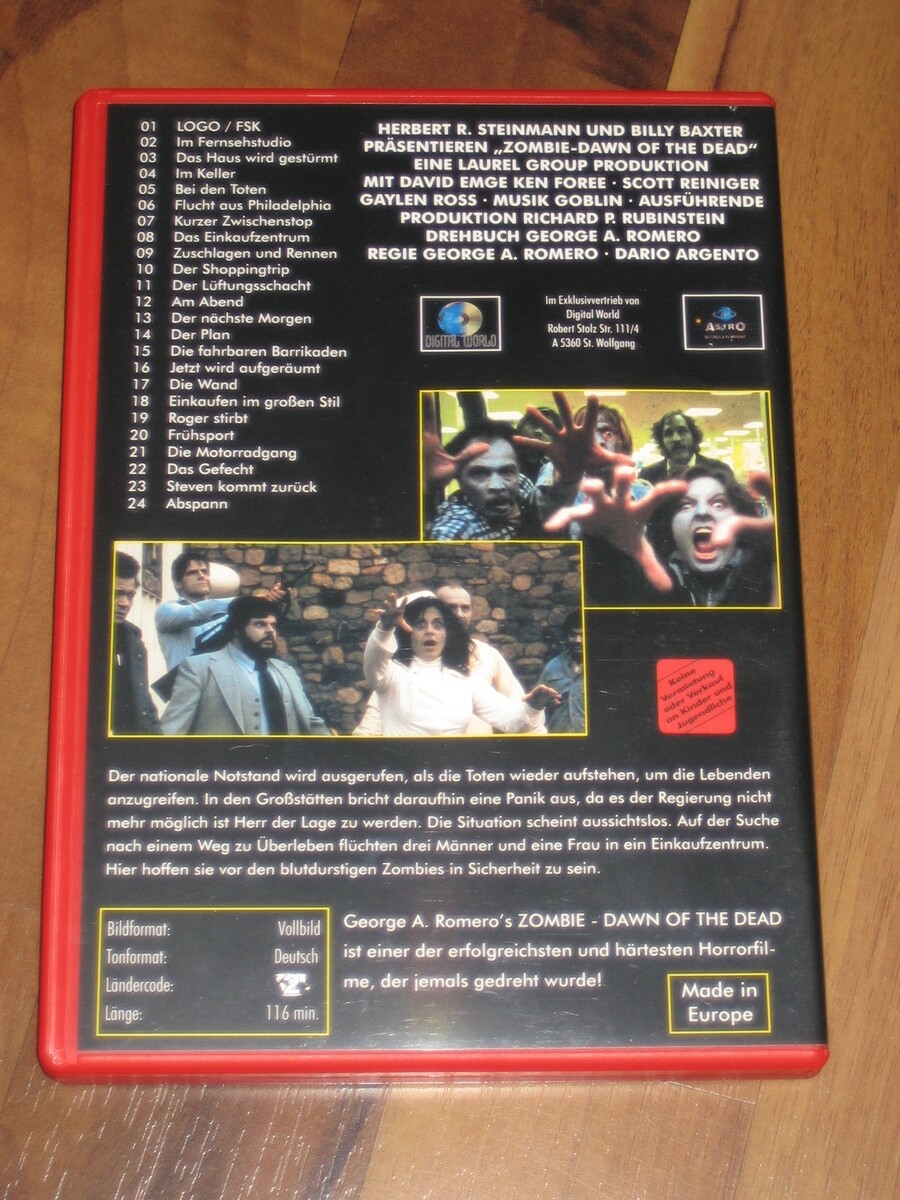 01 LOGO / FSK
02 Im Fernsehstudio
03 Das Haus wird gestürmt
04 Im Keller
05 Bei den Toten
06 Flucht aus Philadelphia
07 Kurzer Zwischenstop
08 Das Einkaufzentrum
09 Zuschlagen und Rennen
10 Der Shoppingtrip
11 Der Lüftungsschacht
12 Am Abend
13 Der nächste Morgen
14 Der Plan
15 Die fahrbaren Barrikaden
16 Jetzt wird aufgeräumt
17 Die Wand
18 Einkaufen im großen Stil
19 Roger stirbt
20 Frühsport
21 Die Motorradgang
22 Das Gefecht
23 Steven kommt zurück
24 Abspann
HERBERT R. STEINMANN UND BILLY BAXTER
PRÄSENTIEREN „ZOMBIE-DAWN OF THE DEAD“
EINE LAUREL GROUP PRODUKTION
MIT DAVID EMGE KEN FOREE · SCOTT REINIGER
GAYLEN ROSS · MUSIK GOBLIN · AUSFÜHRENDE
PRODUKTION RICHARD P. RUBINSTEIN
DREHBUCH GEORGE A. ROMERO
REGIE GEORGE A. ROMERO · DARIO ARGENTO
DIGITAL WORLD
Im Exklusivvertrieb von
Digital World
Robert Stolz Str. 111/4
A 5360 St. Wolfgang
ASTRO
Keine
Vermietung
oder Verkauf
an Kinder und
Jugendliche
Der nationale Notstand wird ausgerufen, als die Toten wieder aufstehen, um die Lebenden
anzugreifen. In den Großstätten bricht daraufhin eine Panik aus, da es der Regierung nicht
mehr möglich ist Herr der Lage zu werden. Die Situation scheint aussichtslos. Auf der Suche
nach einem Weg zu Überleben flüchten drei Männer und eine Frau in ein Einkaufzentrum.
Hier hoffen sie vor den blutdurstigen Zombies in Sicherheit zu sein.
Bildformat: Vollbild
Tonformat: Deutsch
Ländercode: 2
Länge: 116 min.
George A. Romero's ZOMBIE - DAWN OF THE DEAD
ist einer der erfolgreichsten und härtesten Horrorfil-
me, der jemals gedreht wurde!
Made in
Europe